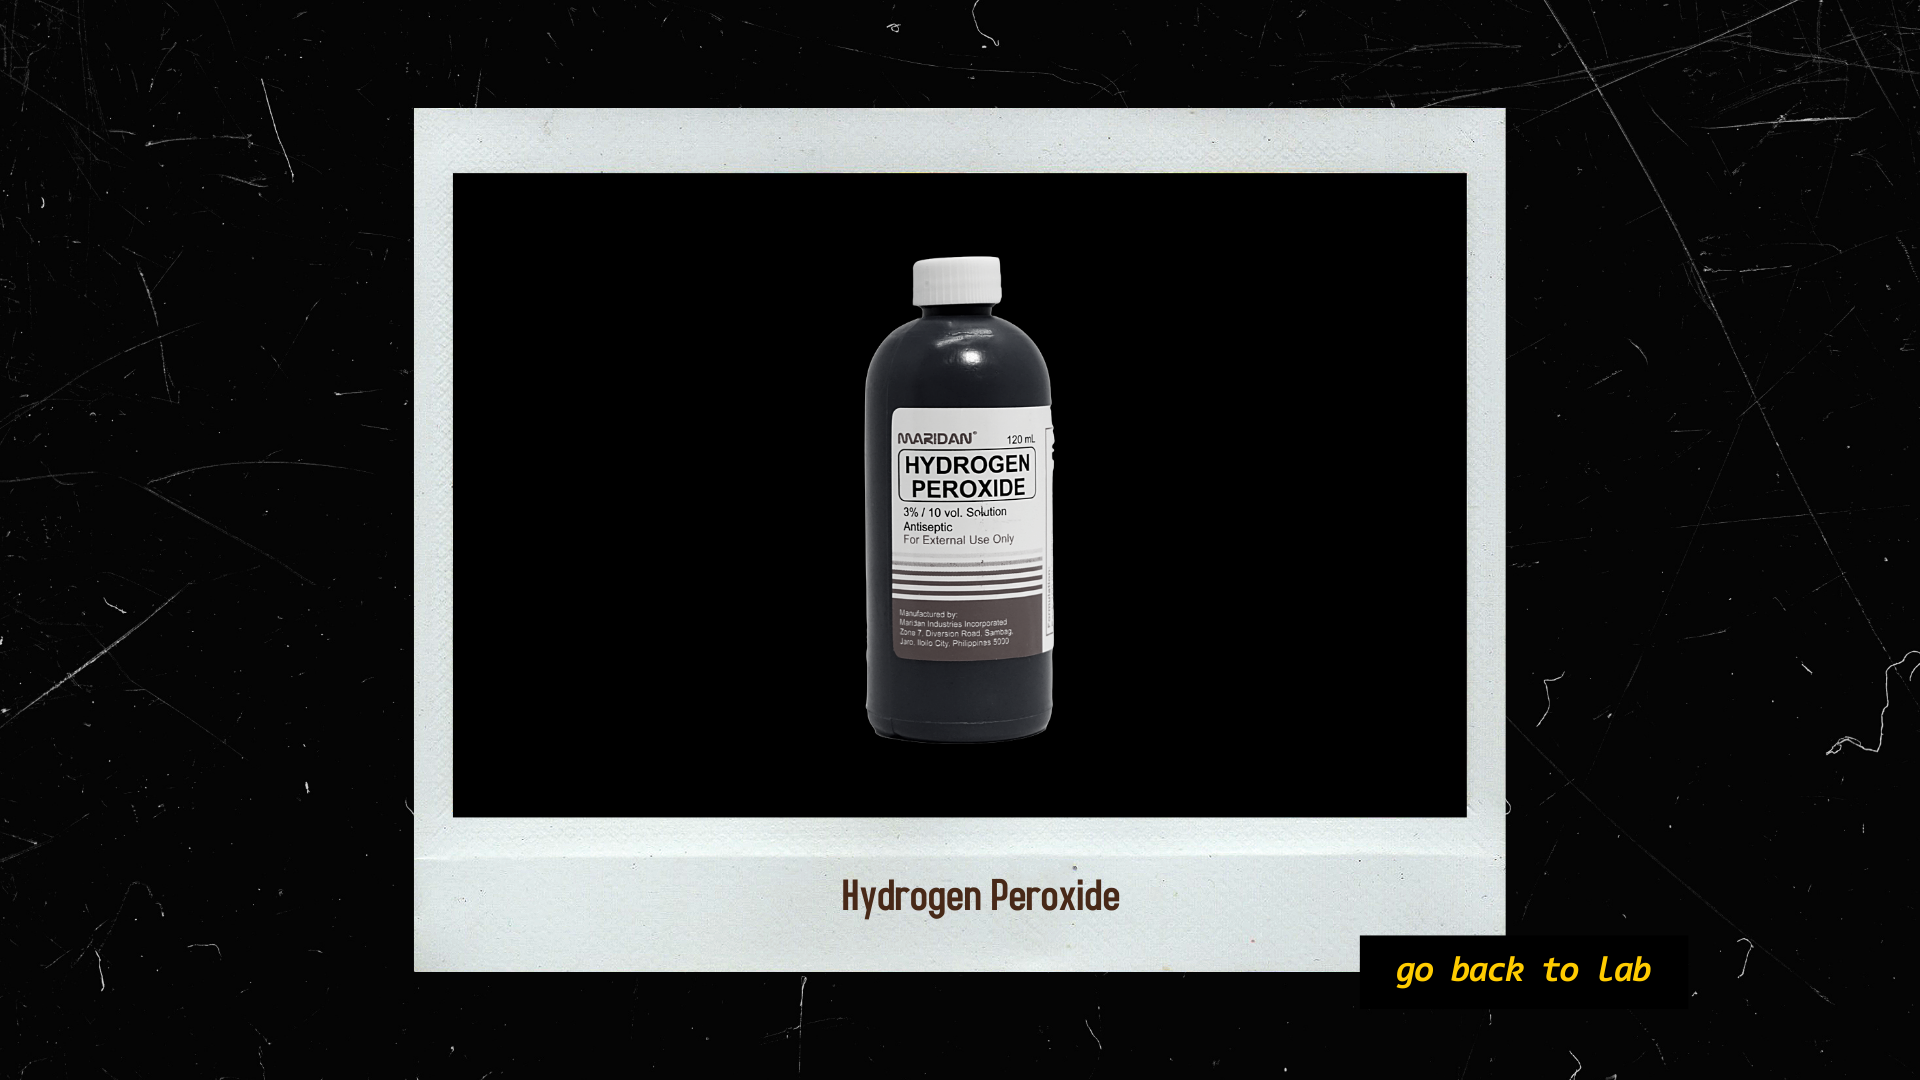 MARIDAN®
120 mL
HYDROGEN
PEROXIDE
3% / 10 vol. Solution
Antiseptic
For External Use Only
Manufactured by:
Maridan Industries Incorporated
Zona 7, Diversion Road, Sambag,
Jaro, Iloilo City, Philippines 5000
Hydrogen Peroxide
go back to lab